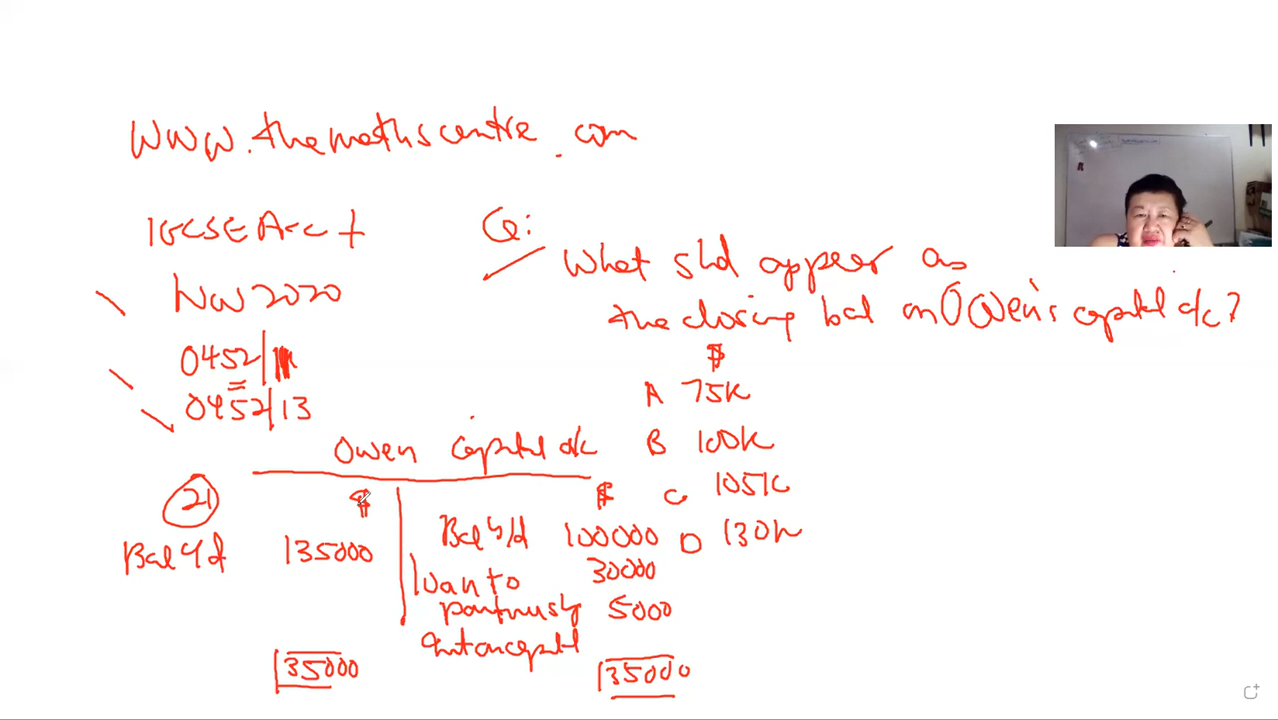 www.themathscentre.com
IGCSE Acct
Nov 2020
0452/
0452/13
Q:
What shd appear as
the closing bal on Owen's capital a/c?
$
A 75K
B 100K
C 105K
D 130K
Owen capital a/c
21
$ $
Bal c/d 135000 Bal b/d 100000
loan to 30000
partnership 5000
Int on capital
135000 135000